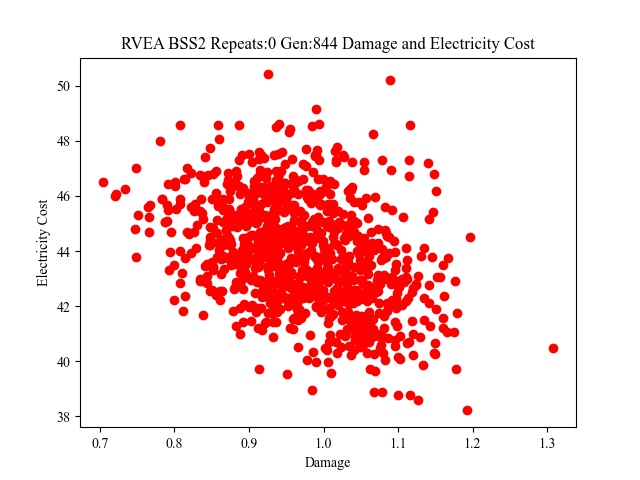 RVEA BSS2 Repeats:0 Gen:844 Damage and Electricity Cost
50
48
46
44
42
40
38
Electricity Cost
0.7 0.8 0.9 1.0 1.1 1.2 1.3
Damage